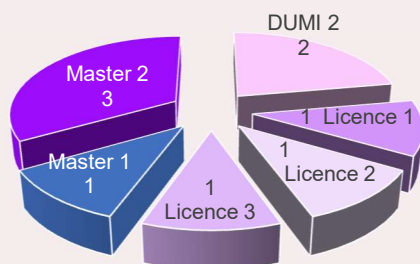 DUMI 2
2
1 Licence 1
1
Licence 2
1
Licence 3
Master 1
1
Master 2
3